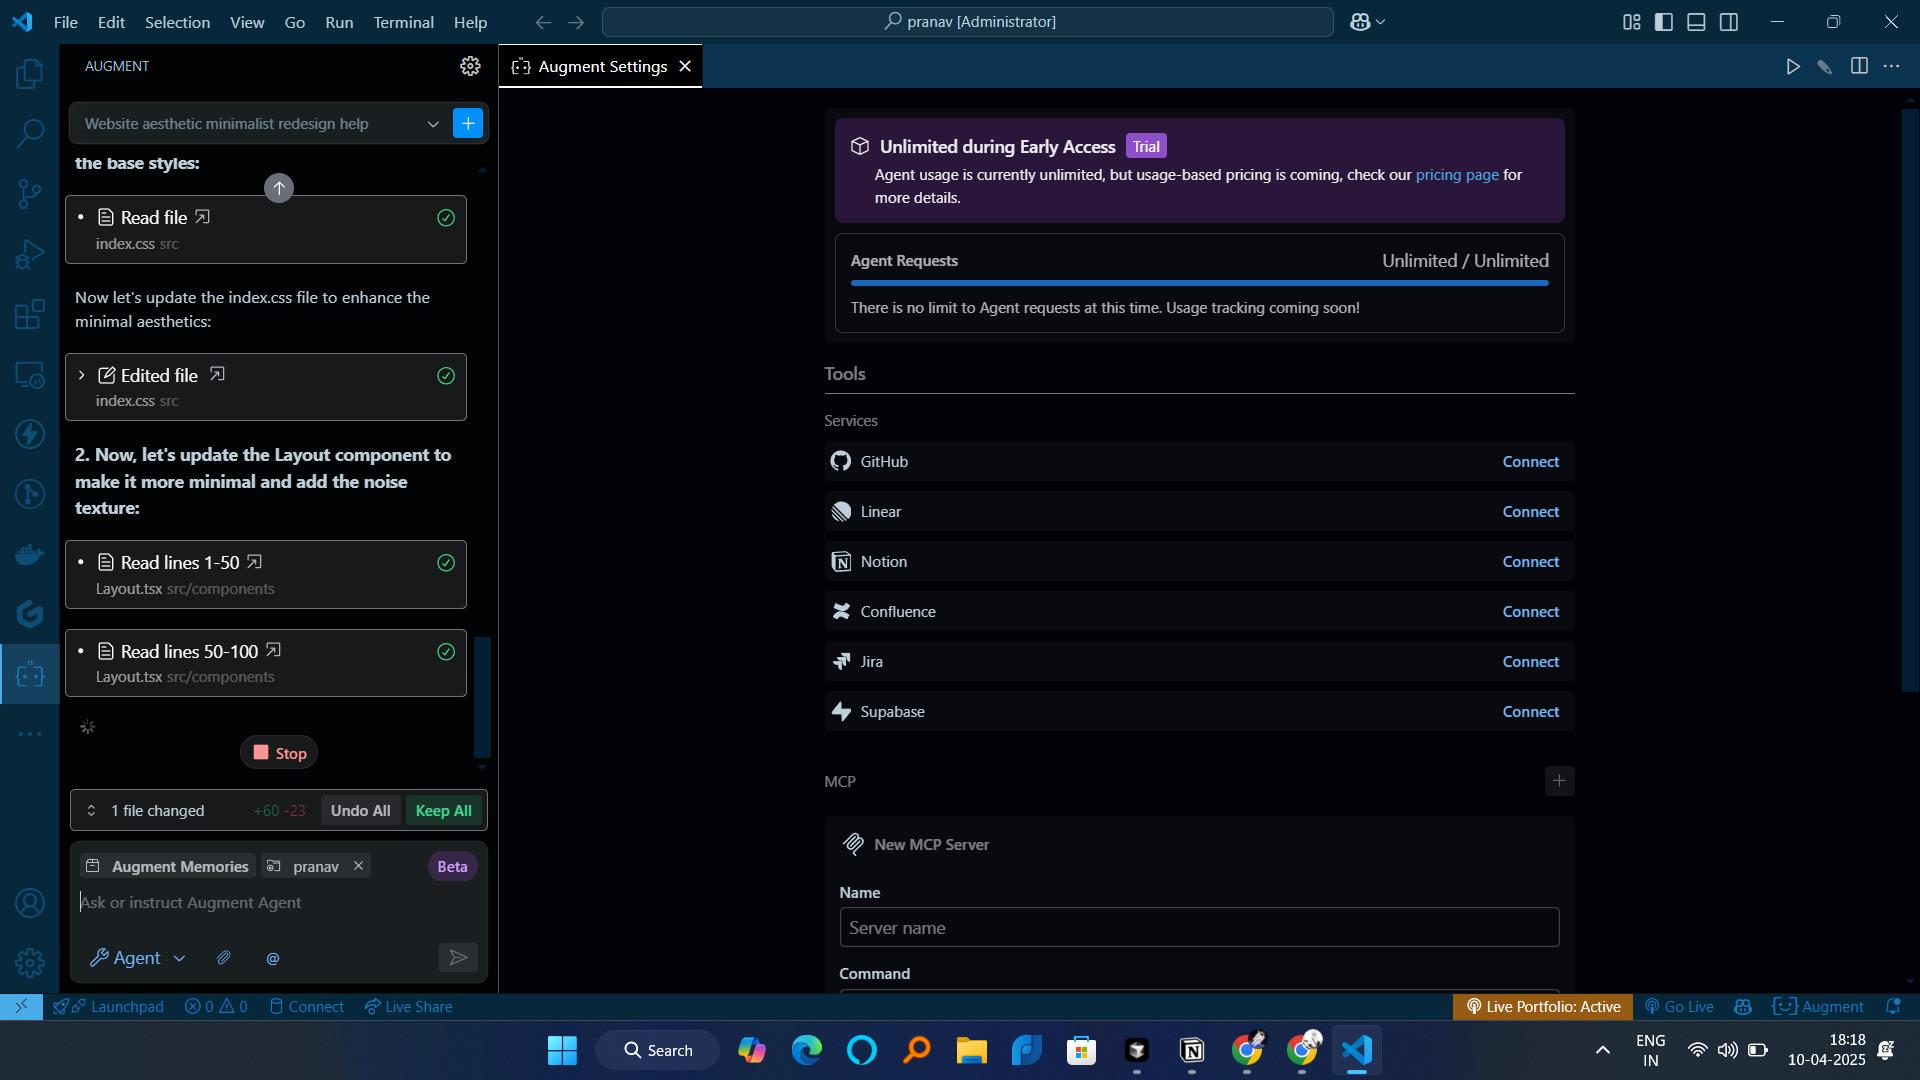 File Edit Selection View Go Run Terminal Help
pranav [Administrator]
AUGMENT
Augment Settings
Website aesthetic minimalist redesign help
the base styles:
Read file
index.css src
Now let's update the index.css file to enhance the
minimal aesthetics:
Edited file
index.css src
2. Now, let's update the Layout component to
make it more minimal and add the noise
texture:
Read lines 1-50
Layout.tsx src/components
Read lines 50-100
Layout.tsx src/components
Stop
1 file changed +60 -23 Undo All Keep All
Augment Memories pranav Beta
Ask or instruct Augment Agent
Agent @
Unlimited during Early Access Trial
Agent usage is currently unlimited, but usage-based pricing is coming, check our pricing page for
more details.
Agent Requests Unlimited / Unlimited
There is no limit to Agent requests at this time. Usage tracking coming soon!
Tools
Services
GitHub Connect
Linear Connect
Notion Connect
Confluence Connect
Jira Connect
Supabase Connect
MCP
New MCP Server
Name
Server name
Command
Launchpad 0 0 Connect Live Share Live Portfolio: Active Go Live Augment
Search
ENG
IN
18:18
10-04-2025